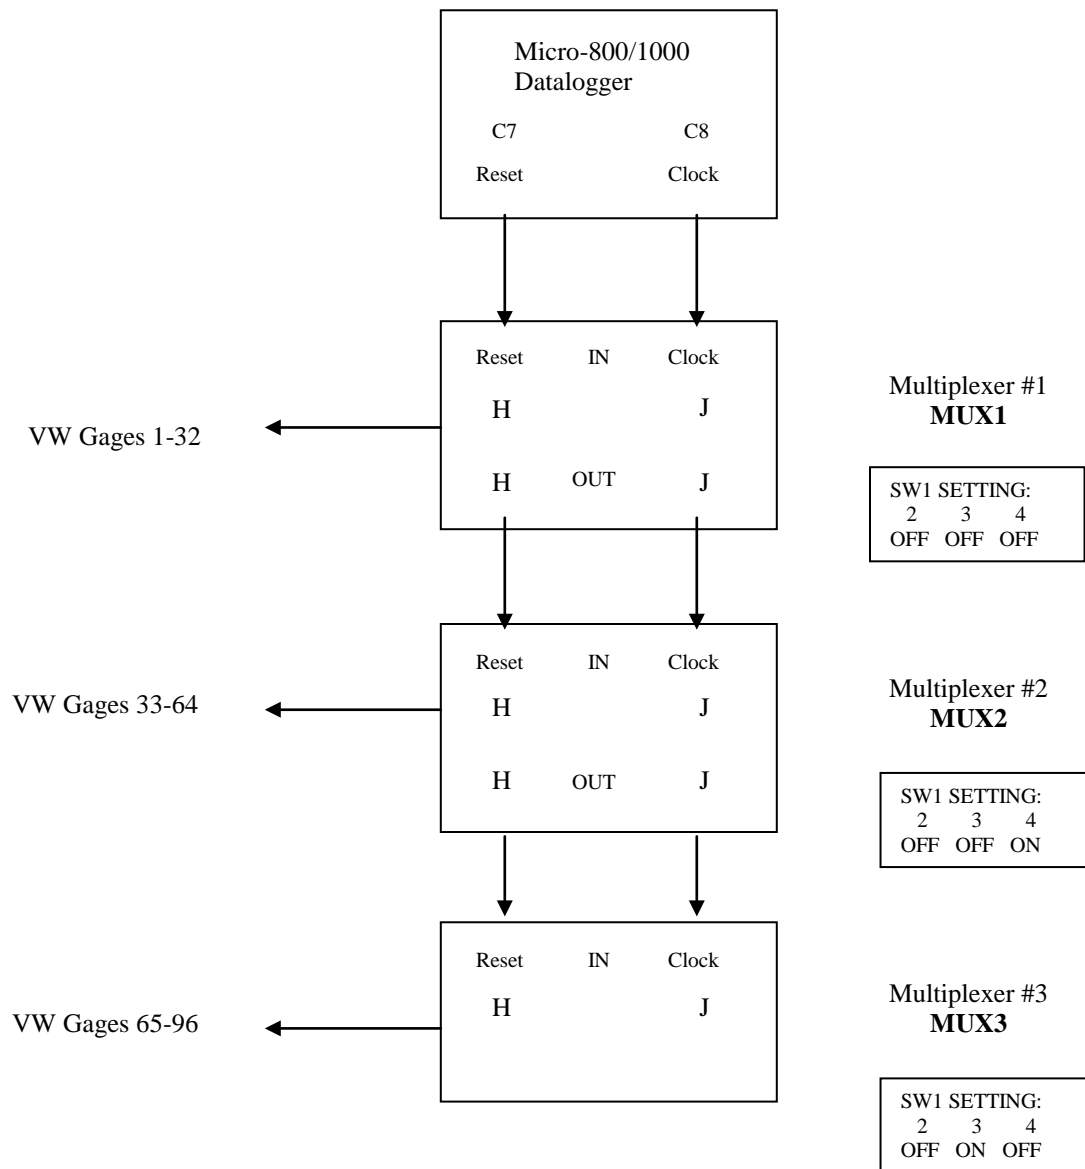 Micro-800/1000
Datalogger
C7 C8
Reset Clock
Reset IN Clock
H J
H OUT J
VW Gages 1-32
Multiplexer #1
MUX1
SW1 SETTING:
2 3 4
OFF OFF OFF
Reset IN Clock
H J
H OUT J
VW Gages 33-64
Multiplexer #2
MUX2
SW1 SETTING:
2 3 4
OFF OFF ON
Reset IN Clock
H J
VW Gages 65-96
Multiplexer #3
MUX3
SW1 SETTING:
2 3 4
OFF ON OFF